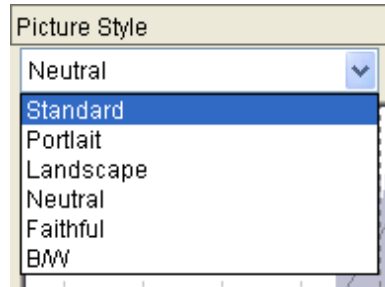 Picture Style
Neutral
Standard
Portlait
Landscape
Neutral
Faithful
B/W